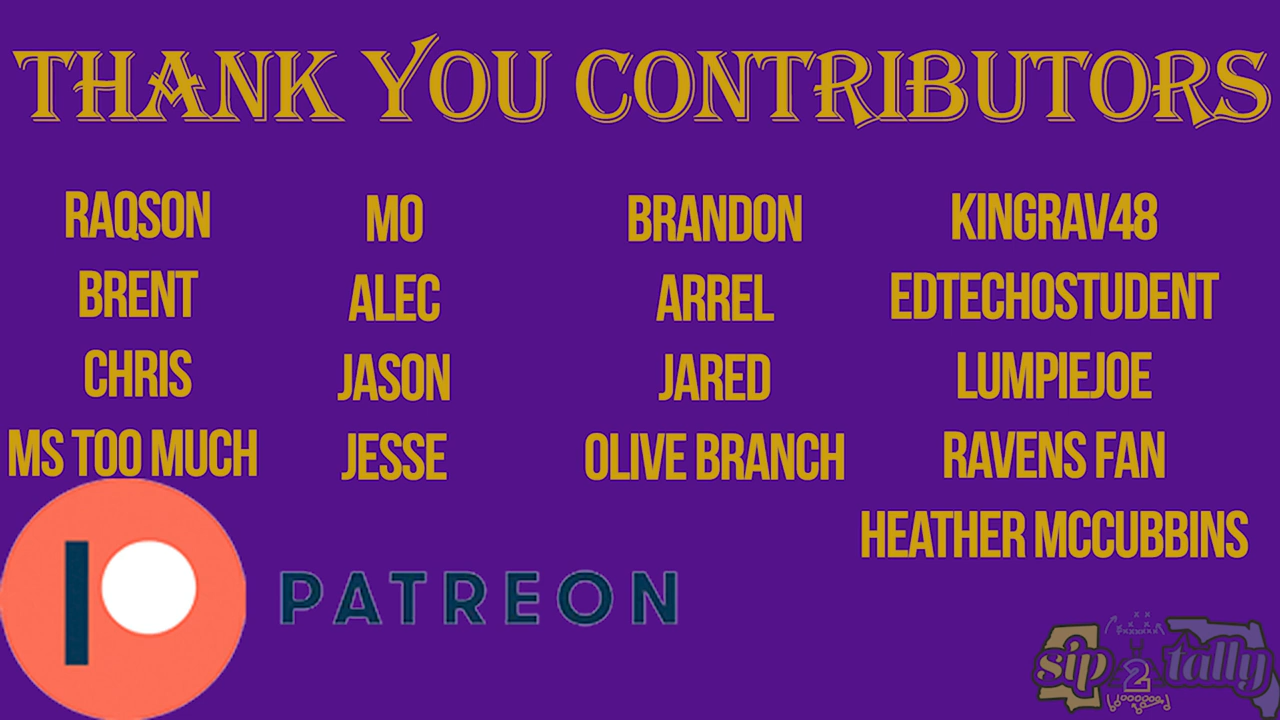 THANK YOU CONTRIBUTORS
RAQSON
BRENT
CHRIS
MS TOO MUCH
MO
ALEC
JASON
JESSE
BRANDON
ARREL
JARED
OLIVE BRANCH
KINGRAV48
EDTECHOSTUDENT
LUMPIEJOE
RAVENS FAN
HEATHER MCCUBBINS
PATREON
sip 2 tally